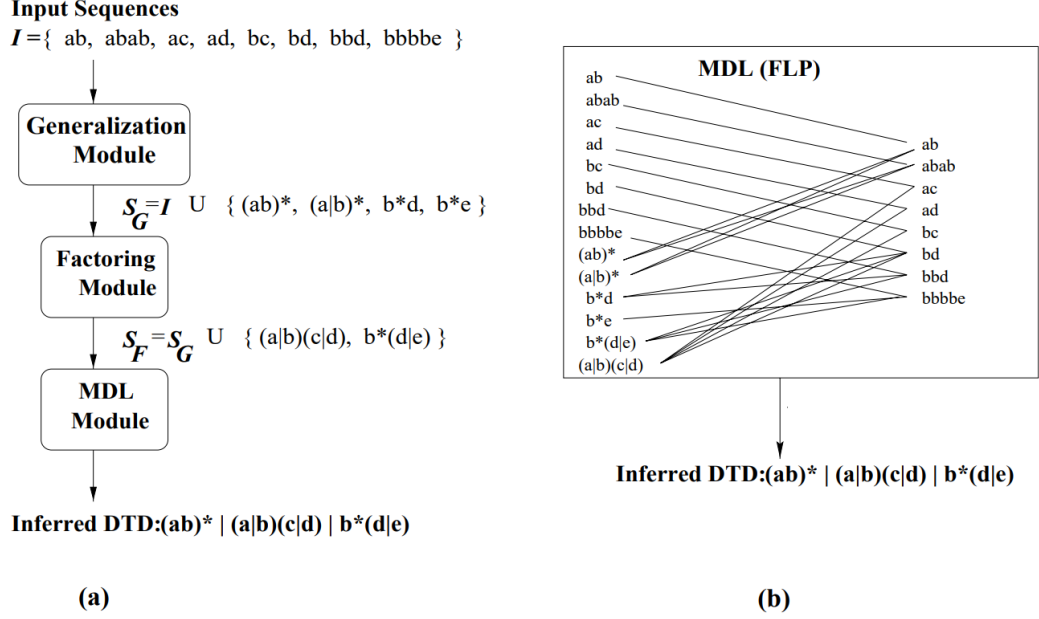 Input Sequences
I = { ab, abab, ac, ad, bc, bd, bbd, bbbbe }
Generalization
Module
S_G = I U { (ab)*, (a|b)*, b*d, b*e }
Factoring
Module
S_F = S_G U { (a|b)(c|d), b*(d|e) }
MDL
Module
Inferred DTD:(ab)* | (a|b)(c|d) | b*(d|e)
(a)
MDL (FLP)
ab
abab
ac
ad
bc
bd
bbd
bbbbe
(ab)*
(a|b)*
b*d
b*e
b*(d|e)
(a|b)(c|d)
ab
abab
ac
ad
bc
bd
bbd
bbbbe
Inferred DTD:(ab)* | (a|b)(c|d) | b*(d|e)
(b)